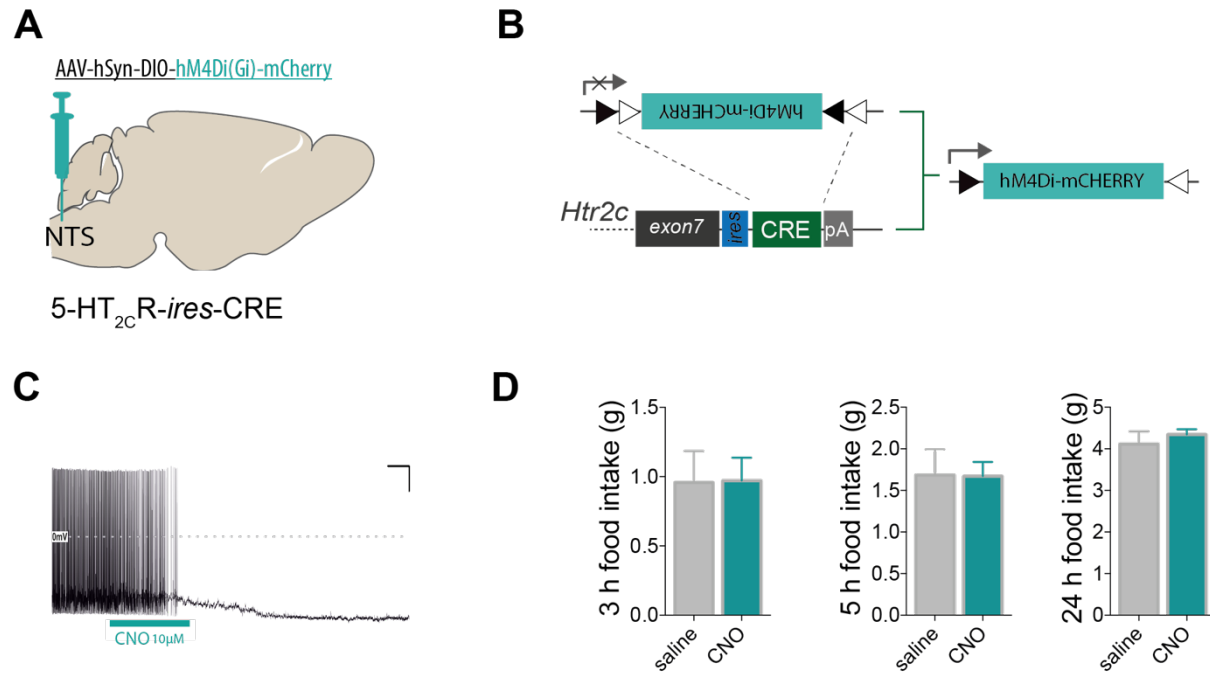 A
AAV-hSyn-DIO-hM4Di(Gi)-mCherry
NTS
5-HT2CR-ires-CRE
B
hM4Di-mCHERRY
hM4Di-mCHERRY
Htr2c
exon7
ires
CRE
pA
C
0mV
CNO 10µM
D
3 h food intake (g)
1.5
1.0
0.5
0.0
saline
CNO
5 h food intake (g)
2.5
2.0
1.5
1.0
0.5
0.0
saline
CNO
24 h food intake (g)
5
4
3
2
1
0
saline
CNO